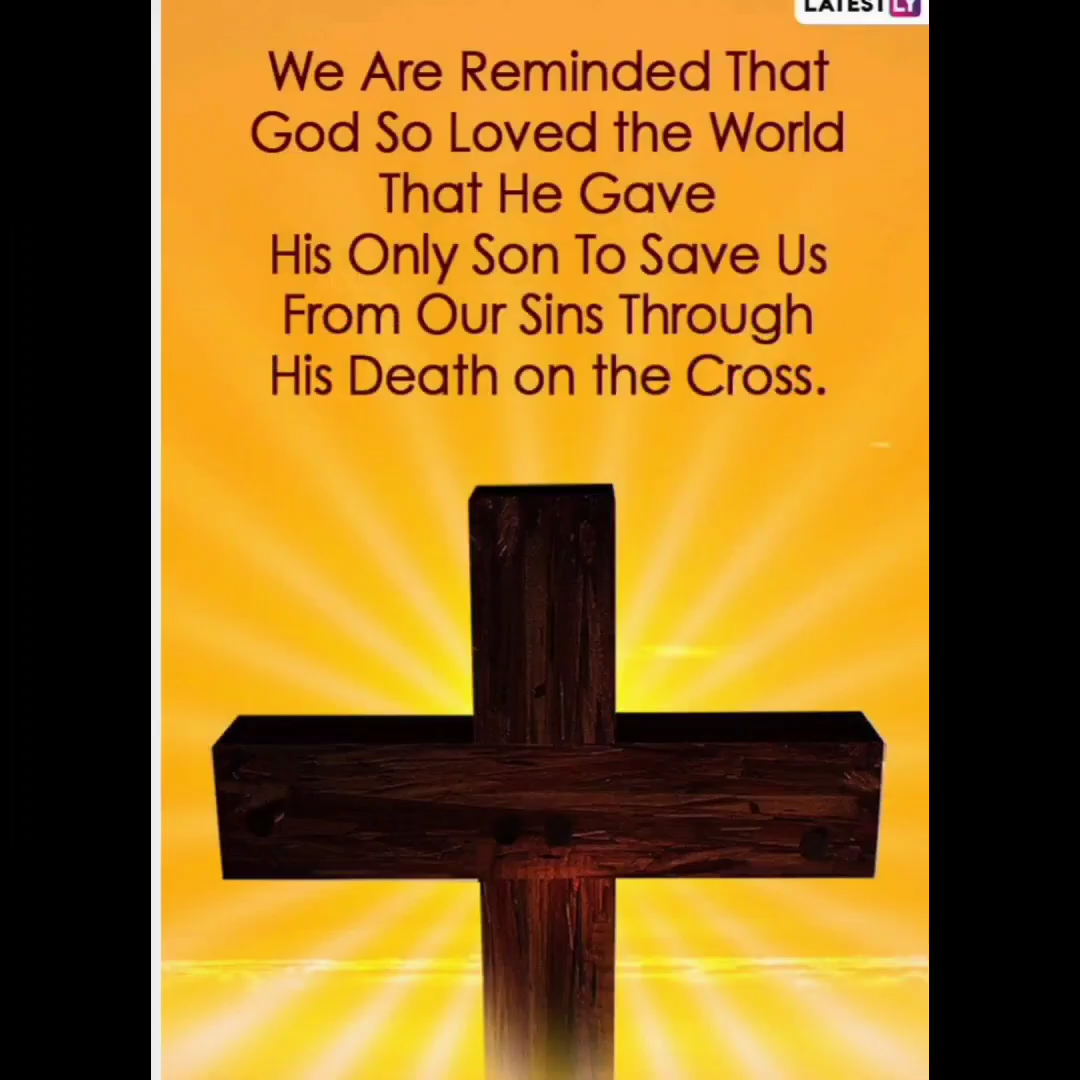 LATESTLY
We Are Reminded That
God So Loved the World
That He Gave
His Only Son To Save Us
From Our Sins Through
His Death on the Cross.